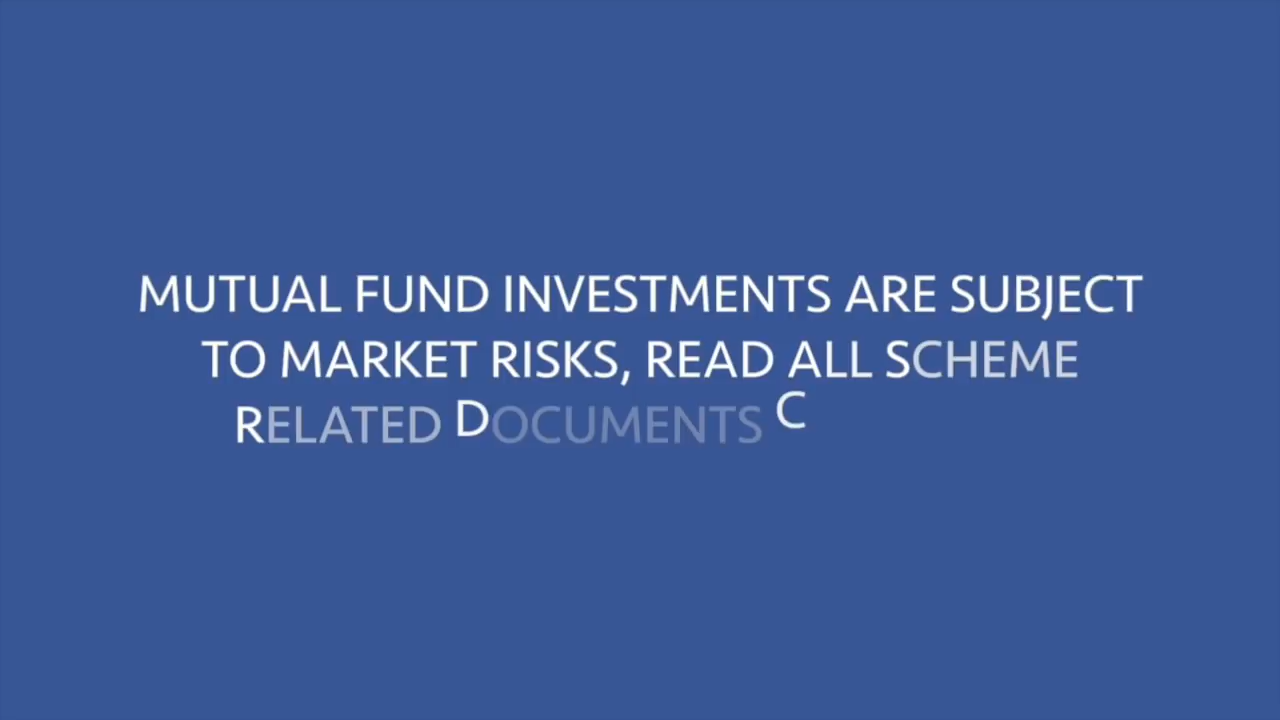 MUTUAL FUND INVESTMENTS ARE SUBJECT
TO MARKET RISKS, READ ALL SCHEME
RELATED DOCUMENTS C